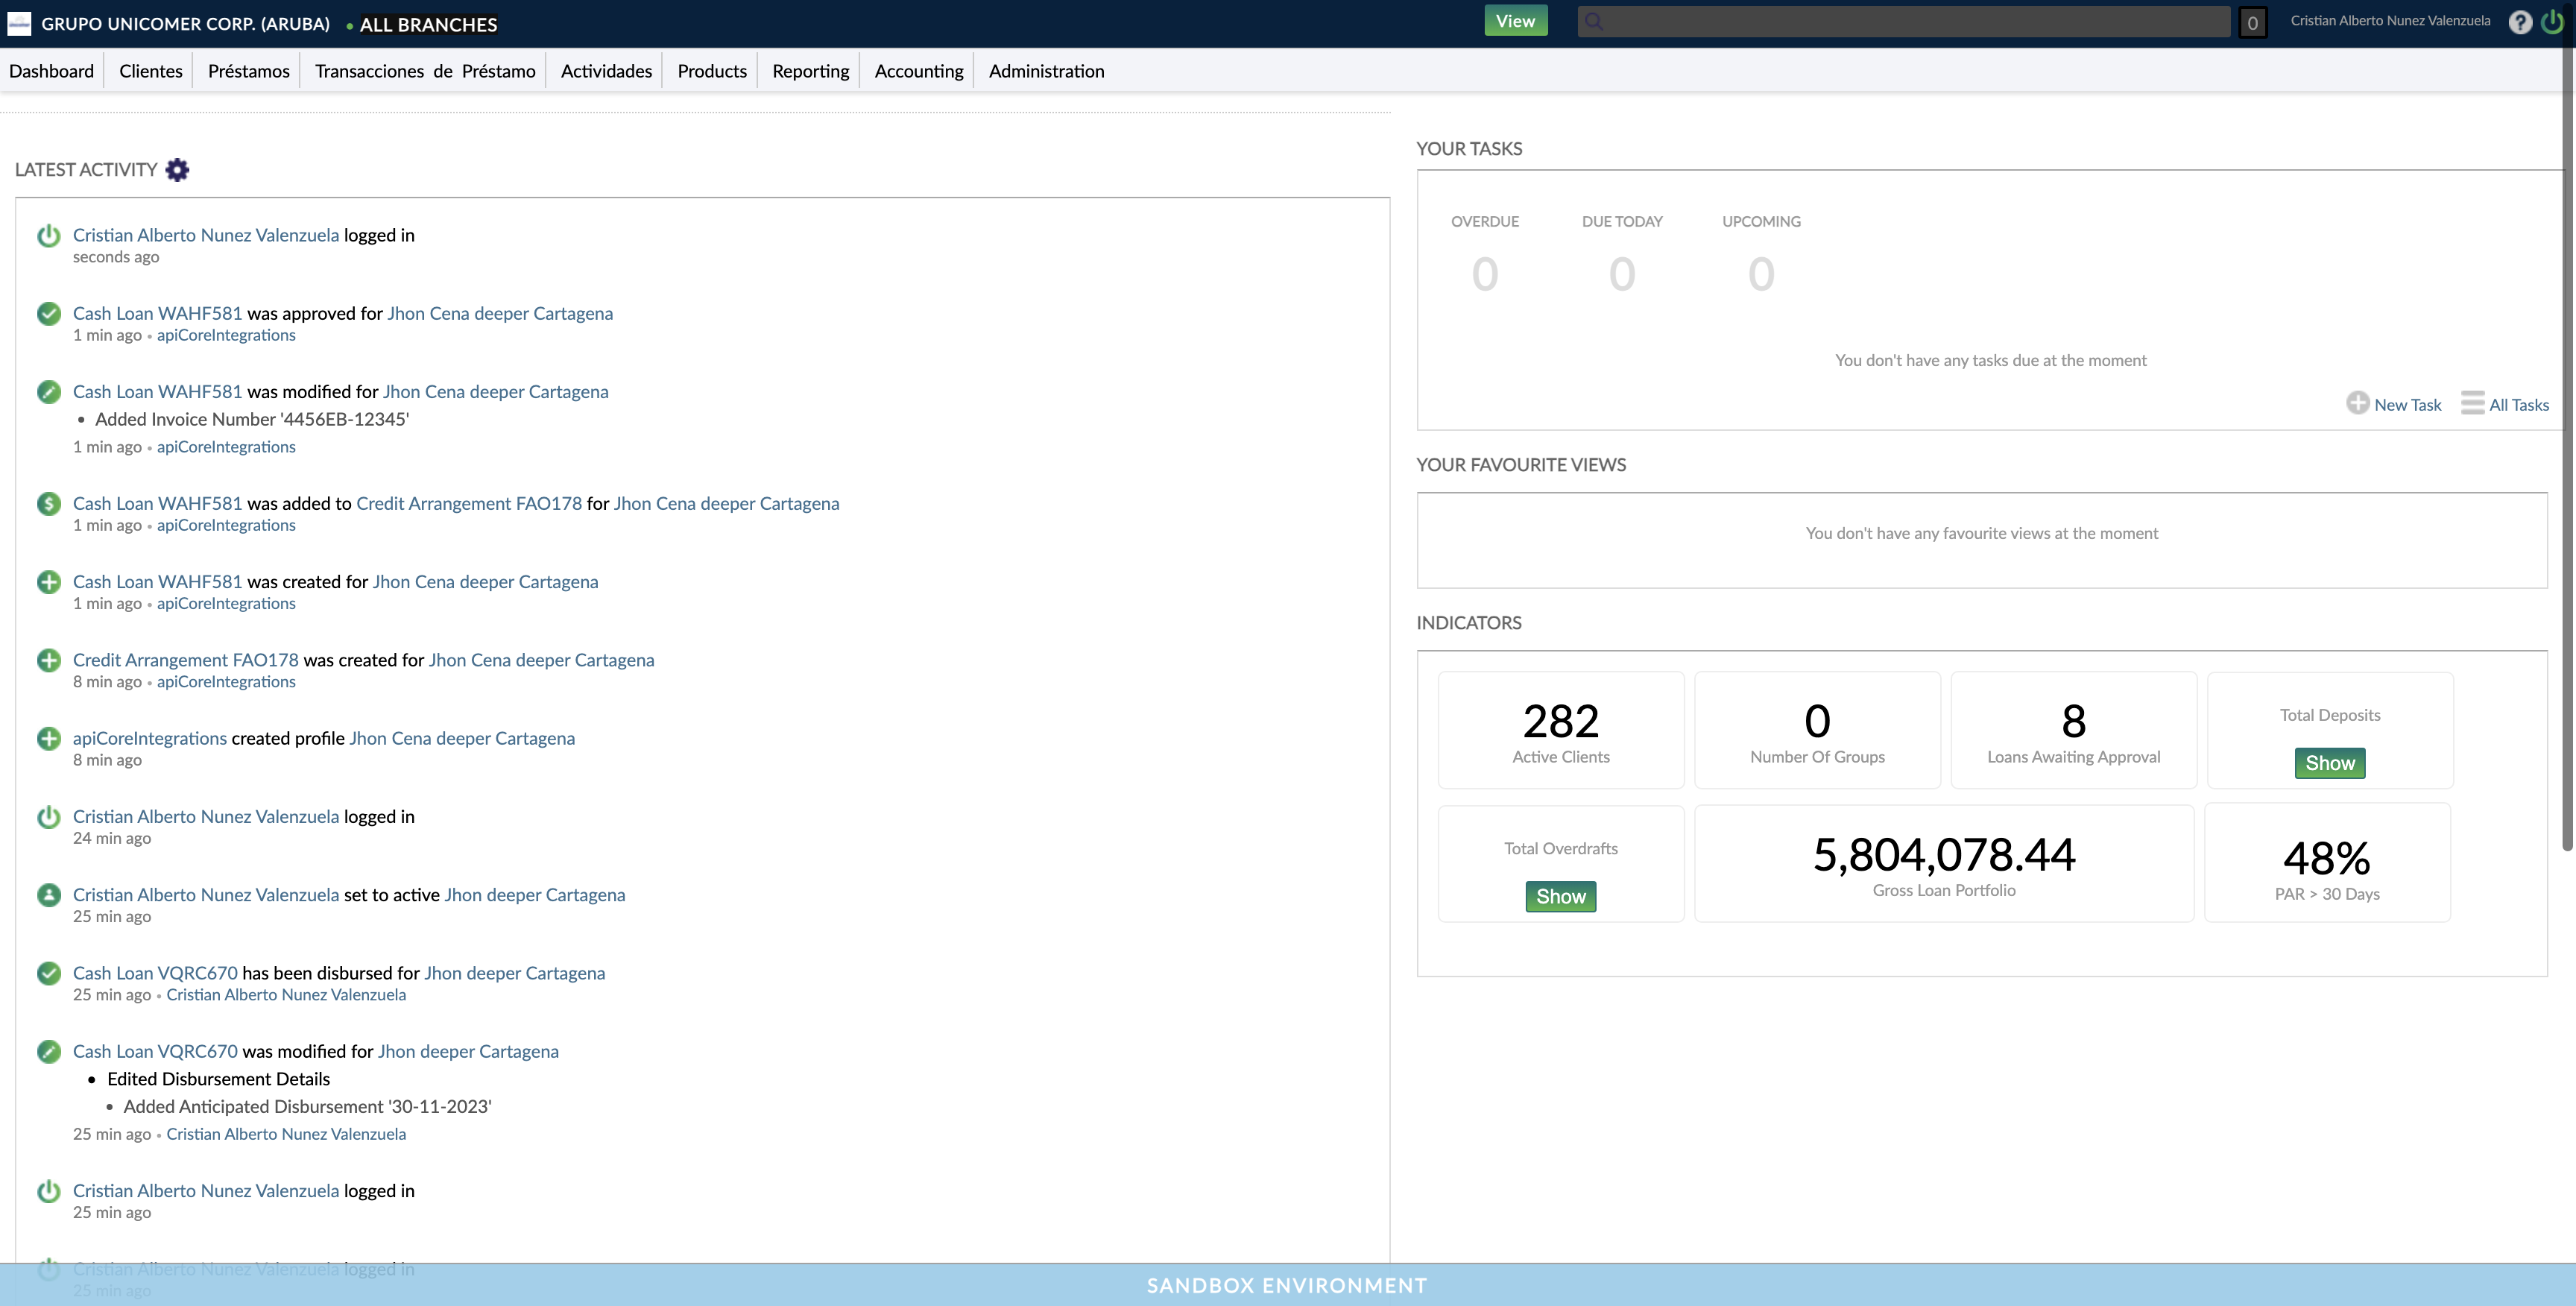 GRUPO UNICOMER CORP. (ARUBA) • ALL BRANCHES
View
0
Cristian Alberto Nunez Valenzuela
?
Dashboard Clientes Préstamos Transacciones de Préstamo Actividades Products Reporting Accounting Administration
LATEST ACTIVITY
Cristian Alberto Nunez Valenzuela logged in
seconds ago
Cash Loan WAHF581 was approved for Jhon Cena deeper Cartagena
1 min ago • apiCoreIntegrations
Cash Loan WAHF581 was modified for Jhon Cena deeper Cartagena
• Added Invoice Number '4456EB-12345'
1 min ago • apiCoreIntegrations
Cash Loan WAHF581 was added to Credit Arrangement FAO178 for Jhon Cena deeper Cartagena
1 min ago • apiCoreIntegrations
Cash Loan WAHF581 was created for Jhon Cena deeper Cartagena
1 min ago • apiCoreIntegrations
Credit Arrangement FAO178 was created for Jhon Cena deeper Cartagena
8 min ago • apiCoreIntegrations
apiCoreIntegrations created profile Jhon Cena deeper Cartagena
8 min ago
Cristian Alberto Nunez Valenzuela logged in
24 min ago
Cristian Alberto Nunez Valenzuela set to active Jhon deeper Cartagena
25 min ago
Cash Loan VQRC670 has been disbursed for Jhon deeper Cartagena
25 min ago • Cristian Alberto Nunez Valenzuela
Cash Loan VQRC670 was modified for Jhon deeper Cartagena
• Edited Disbursement Details
• Added Anticipated Disbursement '30-11-2023'
25 min ago • Cristian Alberto Nunez Valenzuela
Cristian Alberto Nunez Valenzuela logged in
25 min ago
Cristian Alberto Nunez Valenzuela logged in
25 min ago
YOUR TASKS
OVERDUE DUE TODAY UPCOMING
0 0 0
You don't have any tasks due at the moment
New Task All Tasks
YOUR FAVOURITE VIEWS
You don't have any favourite views at the moment
INDICATORS
282
Active Clients
0
Number Of Groups
8
Loans Awaiting Approval
Total Deposits
Show
Total Overdrafts
Show
5,804,078.44
Gross Loan Portfolio
48%
PAR > 30 Days
SANDBOX ENVIRONMENT